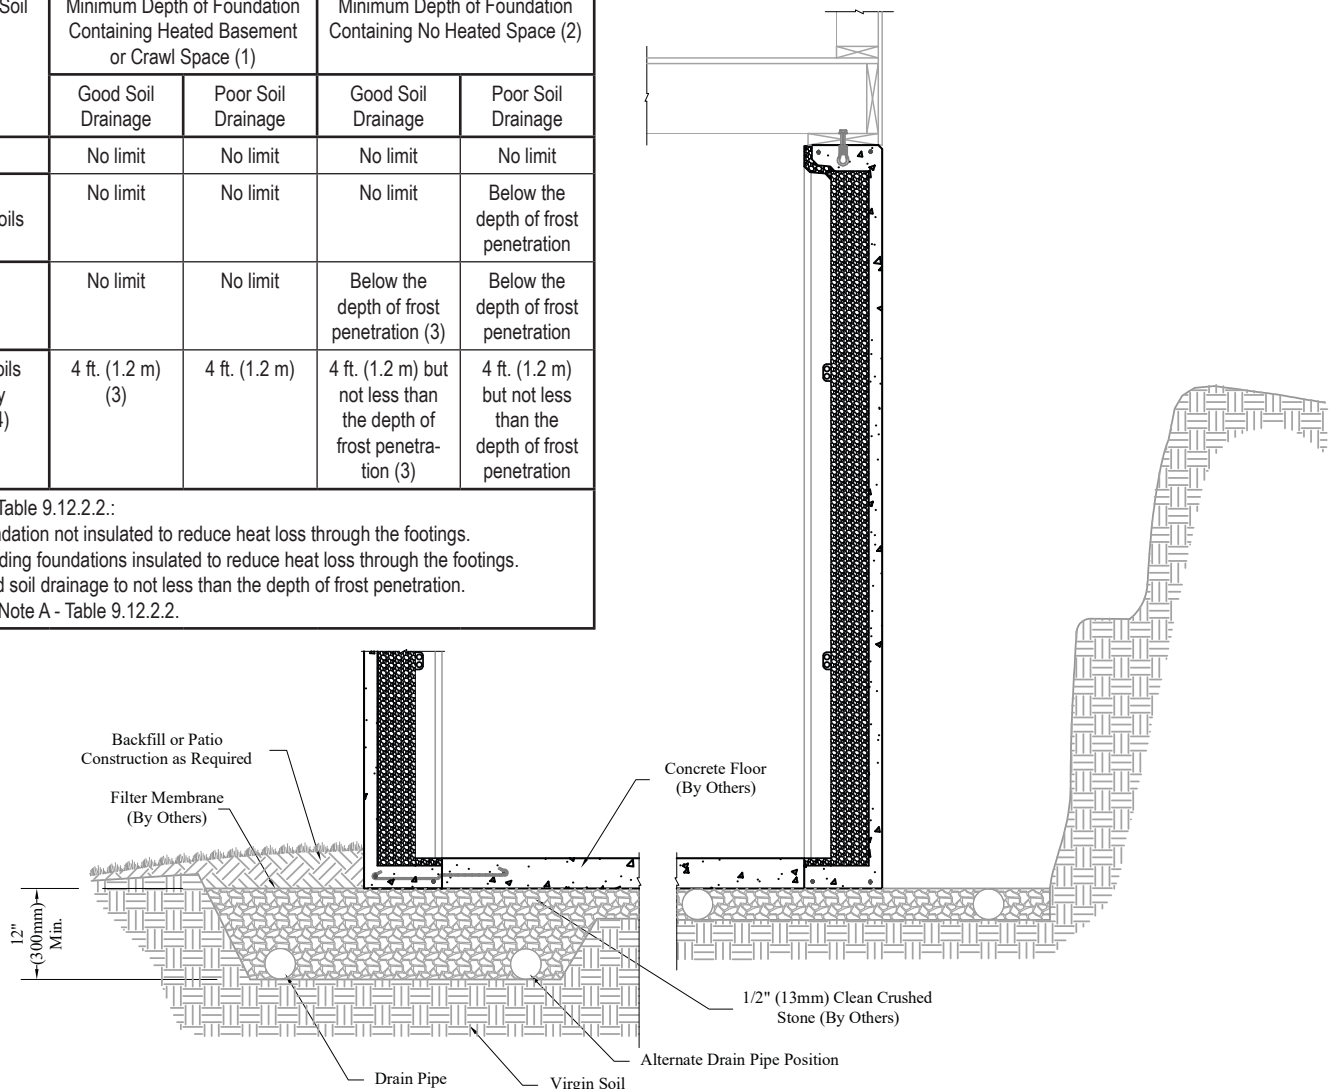 Soil
Minimum Depth of Foundation
Containing Heated Basement
or Crawl Space (1)
Minimum Depth of Foundation
Containing No Heated Space (2)
Good Soil
Drainage
Poor Soil
Drainage
Good Soil
Drainage
Poor Soil
Drainage
No limit
No limit
No limit
No limit
oils
No limit
No limit
No limit
Below the
depth of frost
penetration
No limit
No limit
Below the
depth of frost
penetration (3)
Below the
depth of frost
penetration
oils
y
4)
4 ft. (1.2 m)
(3)
4 ft. (1.2 m)
4 ft. (1.2 m) but
not less than
the depth of
frost penetra-
tion (3)
4 ft. (1.2 m)
but not less
than the
depth of frost
penetration
Table 9.12.2.2.:
ndation not insulated to reduce heat loss through the footings.
ding foundations insulated to reduce heat loss through the footings.
d soil drainage to not less than the depth of frost penetration.
Note A - Table 9.12.2.2.
Backfill or Patio
Construction as Required
Filter Membrane
(By Others)
Concrete Floor
(By Others)
12"
(300mm)
Min.
1/2" (13mm) Clean Crushed
Stone (By Others)
Alternate Drain Pipe Position
Drain Pipe
Virgin Soil